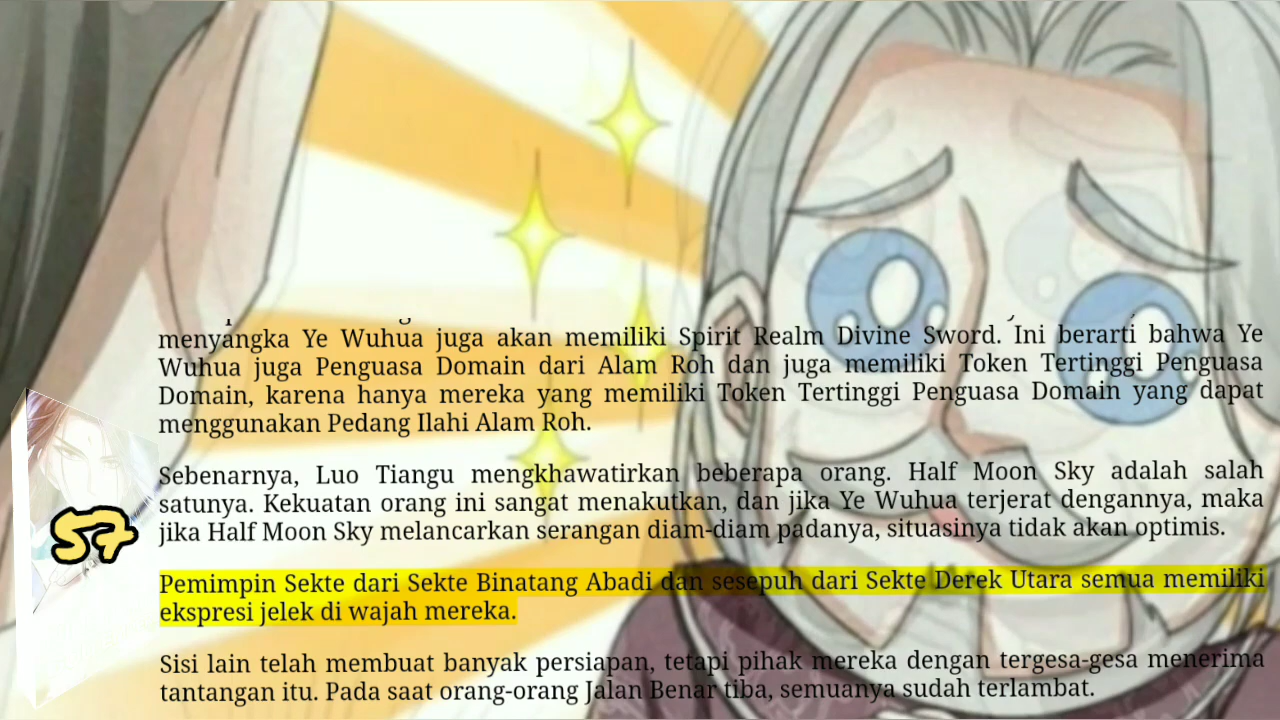 menyangka Ye Wuhua juga akan memiliki Spirit Realm Divine Sword. Ini berarti bahwa Ye
Wuhua juga Penguasa Domain dari Alam Roh dan juga memiliki Token Tertinggi Penguasa
Domain, karena hanya mereka yang memiliki Token Tertinggi Penguasa Domain yang dapat
menggunakan Pedang Ilahi Alam Roh.
Sebenarnya, Luo Tiangu mengkhawatirkan beberapa orang. Half Moon Sky adalah salah
satunya. Kekuatan orang ini sangat menakutkan, dan jika Ye Wuhua terjerat dengannya, maka
jika Half Moon Sky melancarkan serangan diam-diam padanya, situasinya tidak akan optimis.
Pemimpin Sekte dari Sekte Binatang Abadi dan sesepuh dari Sekte Derek Utara semua memiliki
ekspresi jelek di wajah mereka.
Sisi lain telah membuat banyak persiapan, tetapi pihak mereka dengan tergesa-gesa menerima
tantangan itu. Pada saat orang-orang Jalan Benar tiba, semuanya sudah terlambat.
57